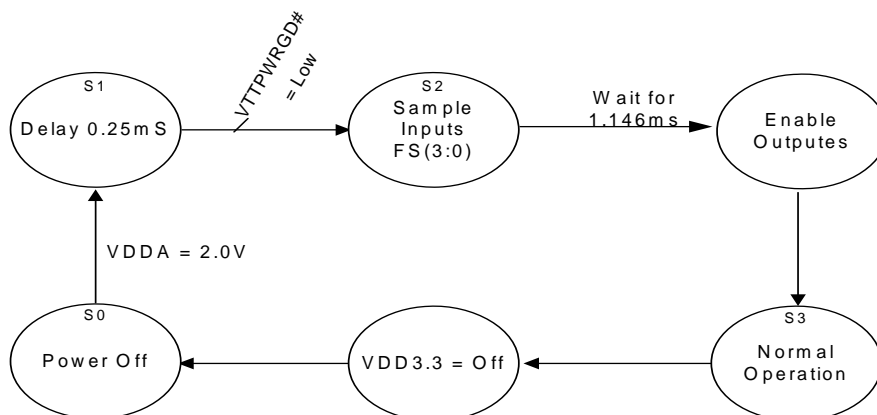 S1
Delay 0.25mS
VTTPWRGD#
= Low
S2
Sample
Inputs
FS(3:0)
Wait for
1.146ms
Enable
Outputes
VDDA = 2.0V
S0
Power Off
VDD3.3 = Off
S3
Normal
Operation